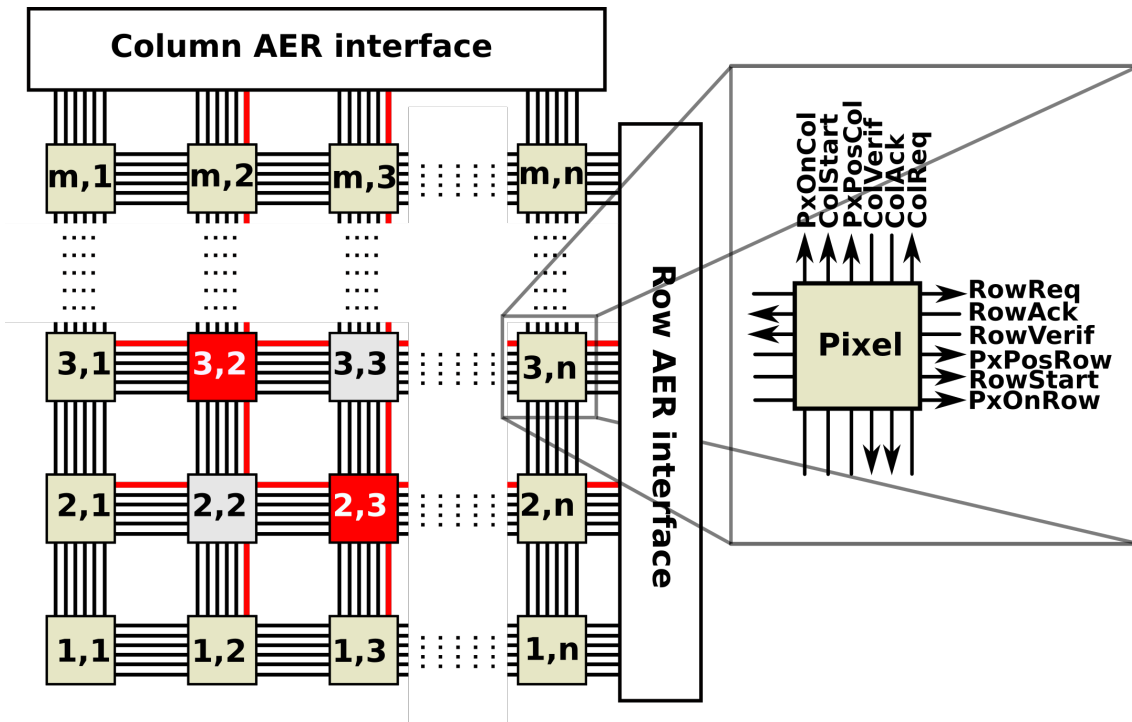 Column AER interface
m,1
m,2
m,3
m,n
3,1
3,2
3,3
3,n
2,1
2,2
2,3
2,n
1,1
1,2
1,3
1,n
Row AER interface
PxOnCol
ColStart
PxPosCol
ColVerif
ColAck
ColReq
Pixel
RowReq
RowAck
RowVerif
PxPosRow
RowStart
PxOnRow